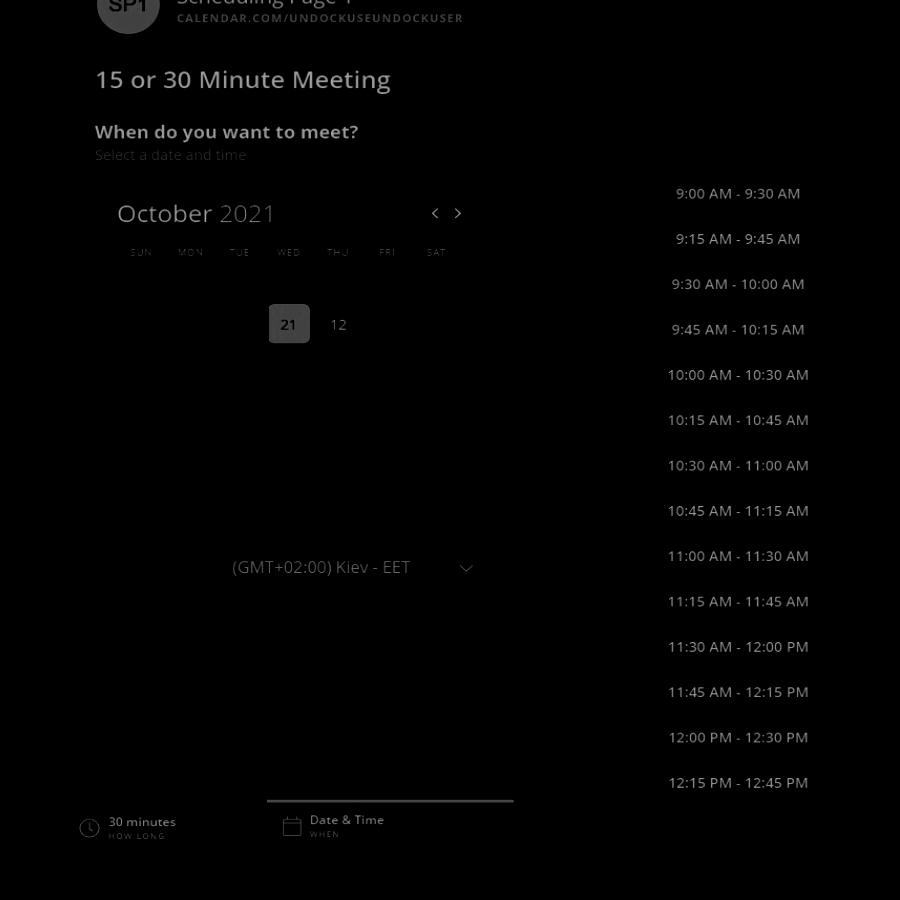 SP1
Scheduling Page 1
CALENDAR.COM/UNDOCKUSEUNDOCKUSER
15 or 30 Minute Meeting
When do you want to meet?
Select a date and time
October 2021
SUN MON TUE WED THU FRI SAT
21 12
(GMT+02:00) Kiev - EET
9:00 AM - 9:30 AM
9:15 AM - 9:45 AM
9:30 AM - 10:00 AM
9:45 AM - 10:15 AM
10:00 AM - 10:30 AM
10:15 AM - 10:45 AM
10:30 AM - 11:00 AM
10:45 AM - 11:15 AM
11:00 AM - 11:30 AM
11:15 AM - 11:45 AM
11:30 AM - 12:00 PM
11:45 AM - 12:15 PM
12:00 PM - 12:30 PM
12:15 PM - 12:45 PM
30 minutes
HOW LONG
Date & Time
WHEN